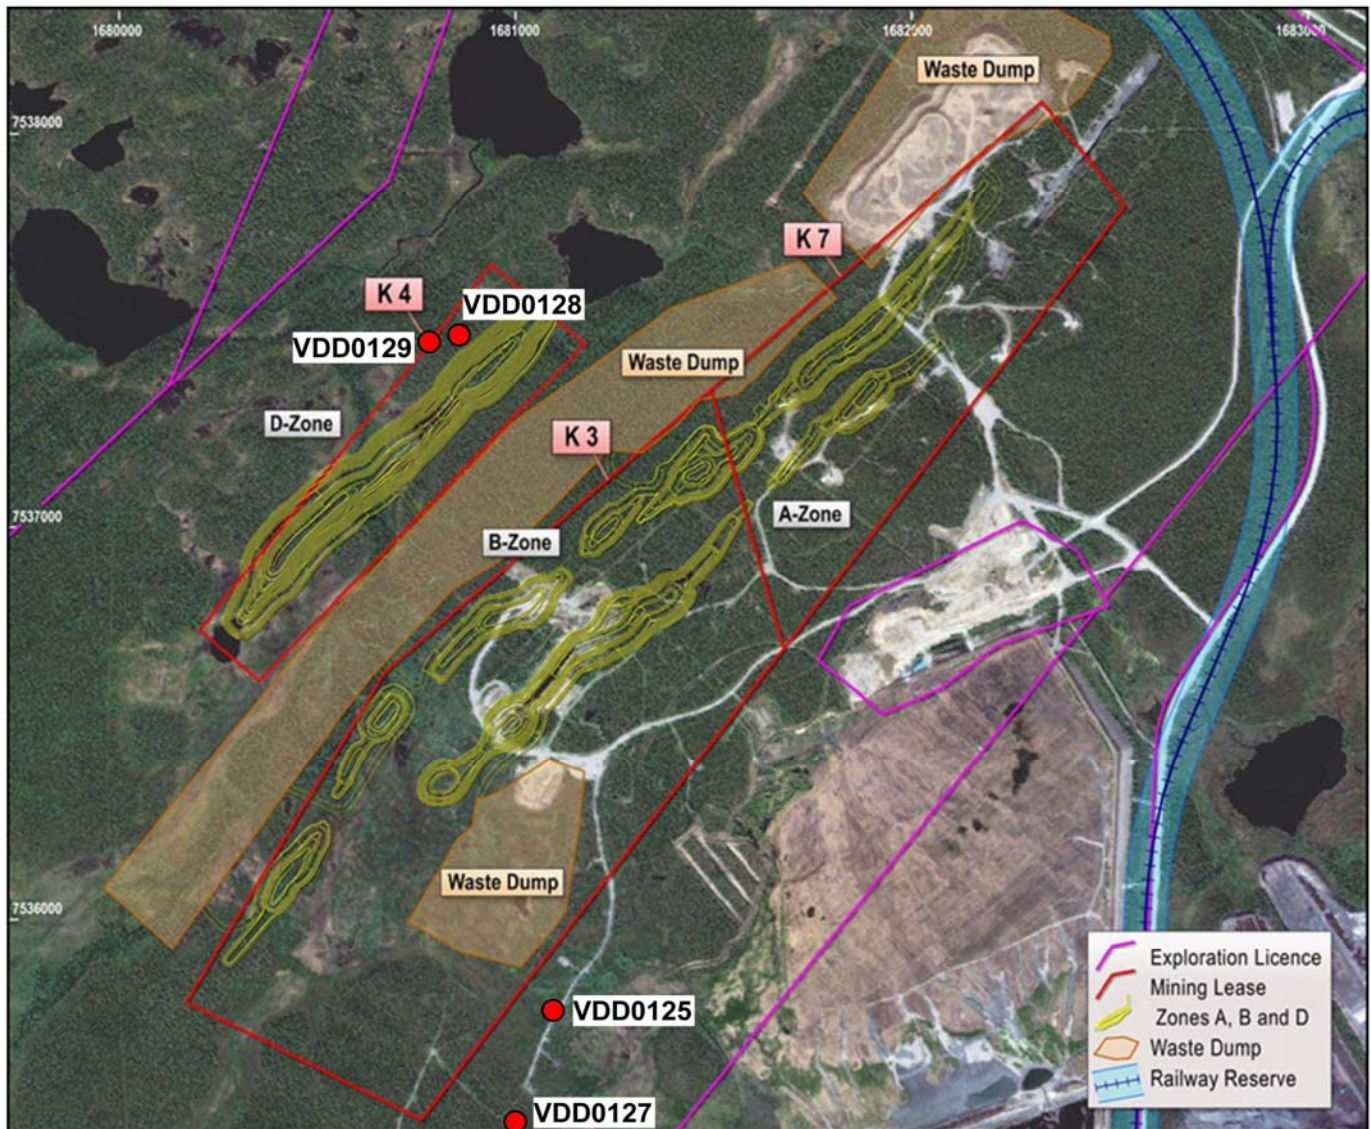 1680000
1681000
1682000
1683000
Waste Dump
7538000
K 7
K 4
VDD0128
VDD0129
Waste Dump
D-Zone
K 3
7537000
A-Zone
B-Zone
Waste Dump
7536000
Exploration Licence
Mining Lease
Zones A, B and D
Waste Dump
Railway Reserve
VDD0125
VDD0127